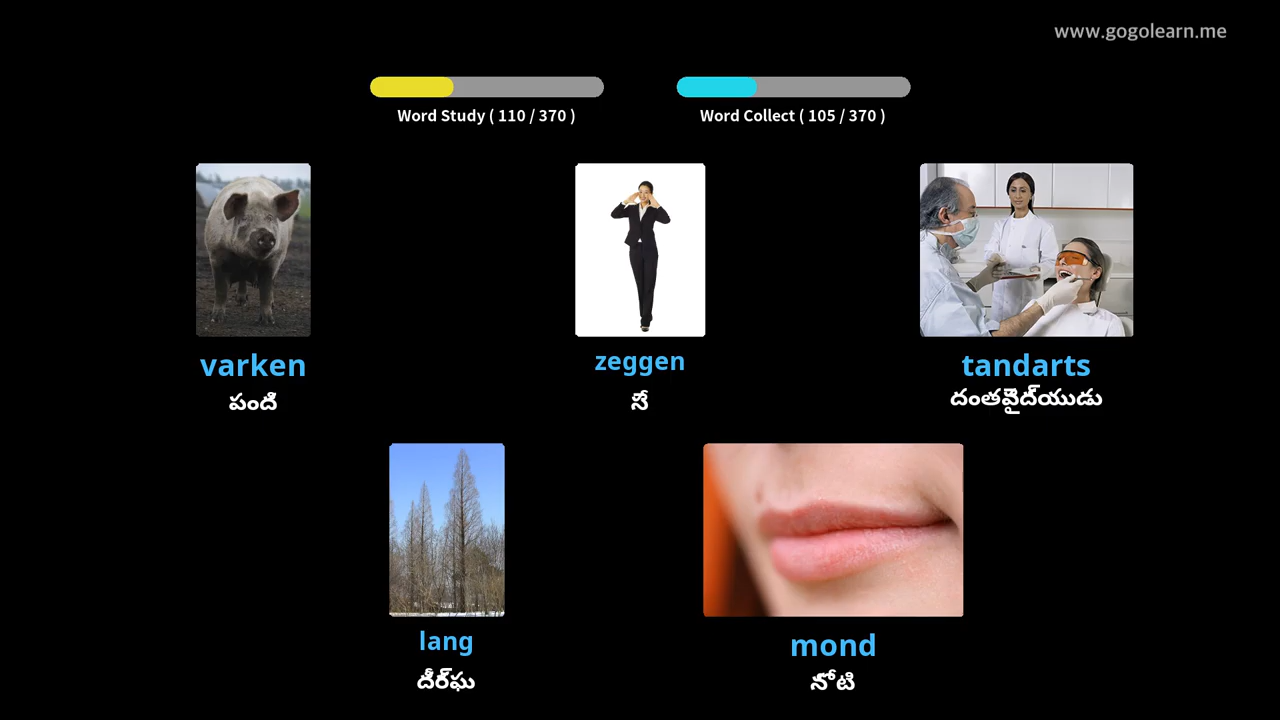 www.gogolearn.me
Word Study ( 110 / 370 )
Word Collect ( 105 / 370 )
varken
zeggen
tandarts
పంది
సే
దంతవైద్యుడు
lang
mond
దీర్ఘ
నోటి